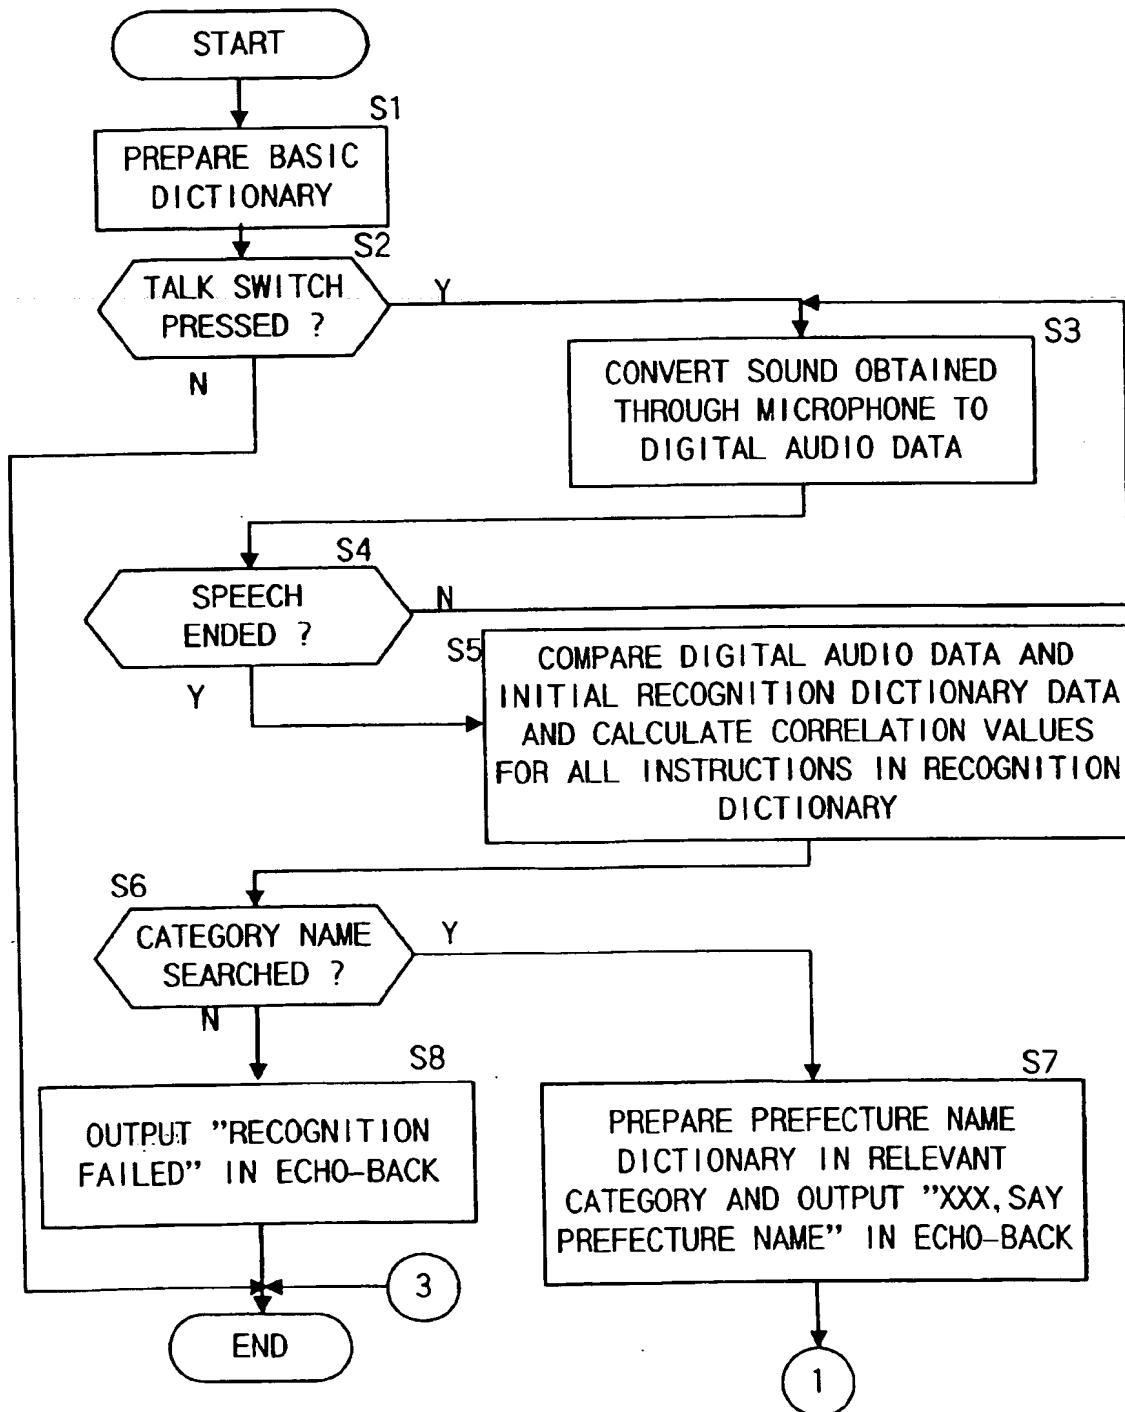 START
S1
PREPARE BASIC
DICTIONARY
S2
TALK SWITCH
PRESSED ?
Y
N
S3
CONVERT SOUND OBTAINED
THROUGH MICROPHONE TO
DIGITAL AUDIO DATA
S4
SPEECH
ENDED ?
N
Y
S5
COMPARE DIGITAL AUDIO DATA AND
INITIAL RECOGNITION DICTIONARY DATA
AND CALCULATE CORRELATION VALUES
FOR ALL INSTRUCTIONS IN RECOGNITION
DICTIONARY
S6
CATEGORY NAME
SEARCHED ?
Y
N
S8
OUTPUT "RECOGNITION
FAILED" IN ECHO-BACK
S7
PREPARE PREFECTURE NAME
DICTIONARY IN RELEVANT
CATEGORY AND OUTPUT "XXX, SAY
PREFECTURE NAME" IN ECHO-BACK
3
END
1